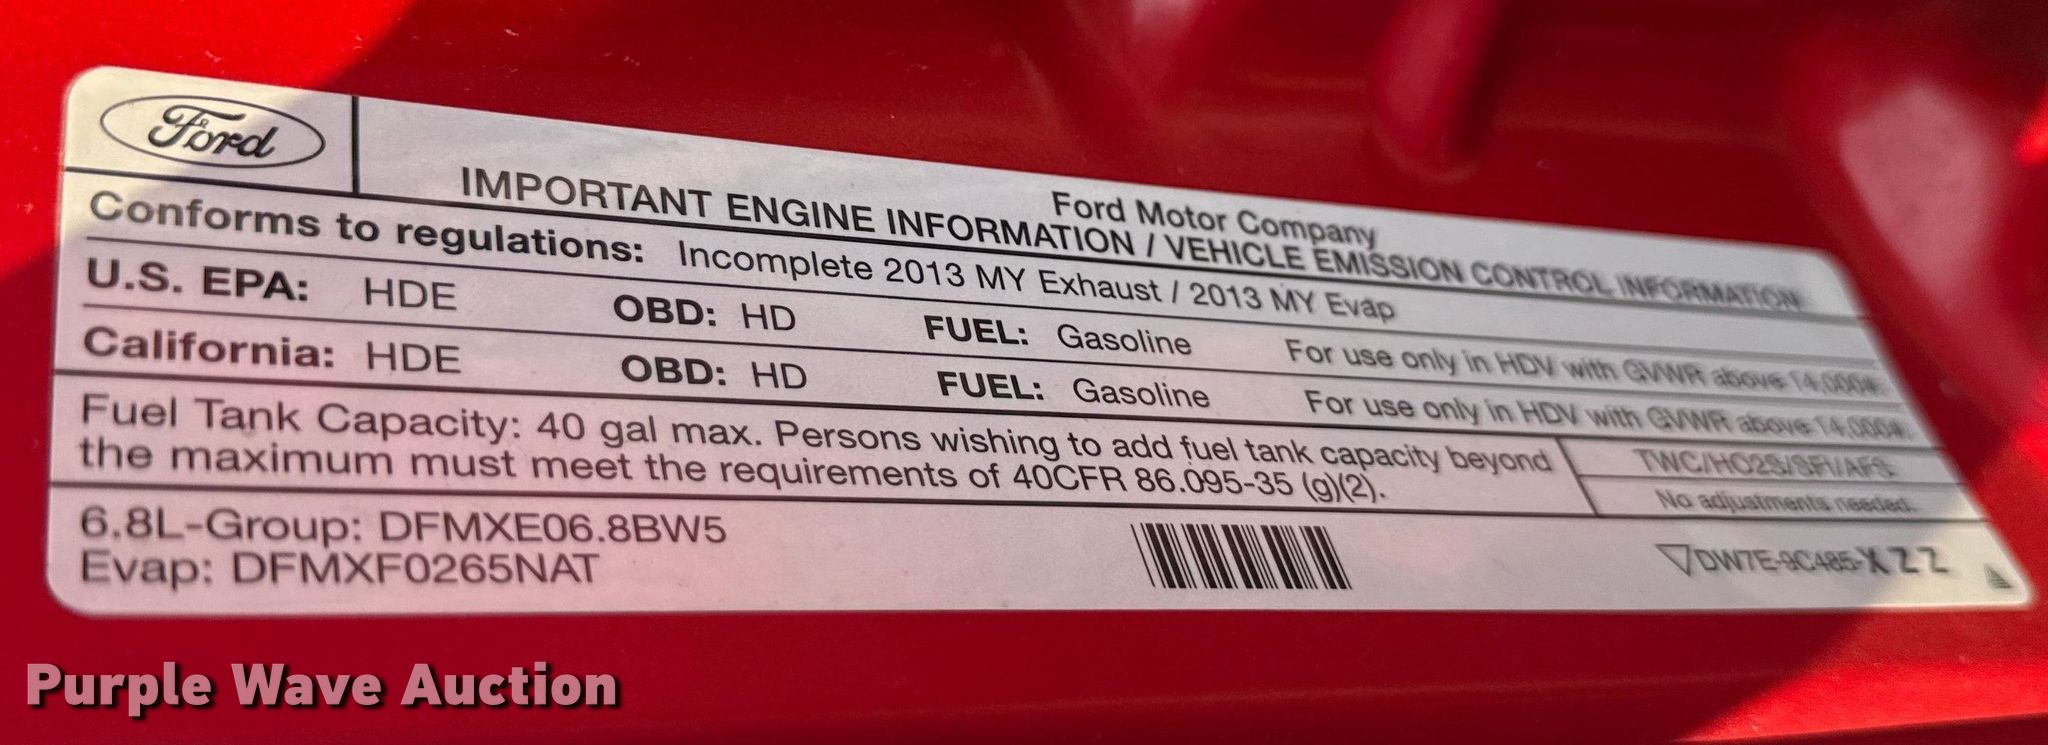 Ford
Ford Motor Company
IMPORTANT ENGINE INFORMATION / VEHICLE EMISSION CONTROL INFORMATION
Conforms to regulations: Incomplete 2013 MY Exhaust / 2013 MY Evap
U.S. EPA: HDE OBD: HD FUEL: Gasoline For use only in HDV with GVWR above 14,000#.
California: HDE OBD: HD FUEL: Gasoline For use only in HDV with GVWR above 14,000#.
Fuel Tank Capacity: 40 gal max. Persons wishing to add fuel tank capacity beyond
the maximum must meet the requirements of 40CFR 86.095-35 (g)(2).
TWC/HO2S/SFI/AFS
No adjustments needed.
6.8L-Group: DFMXE06.8BW5
Evap: DFMXF0265NAT
DW7E-9C485-XZZ
Purple Wave Auction